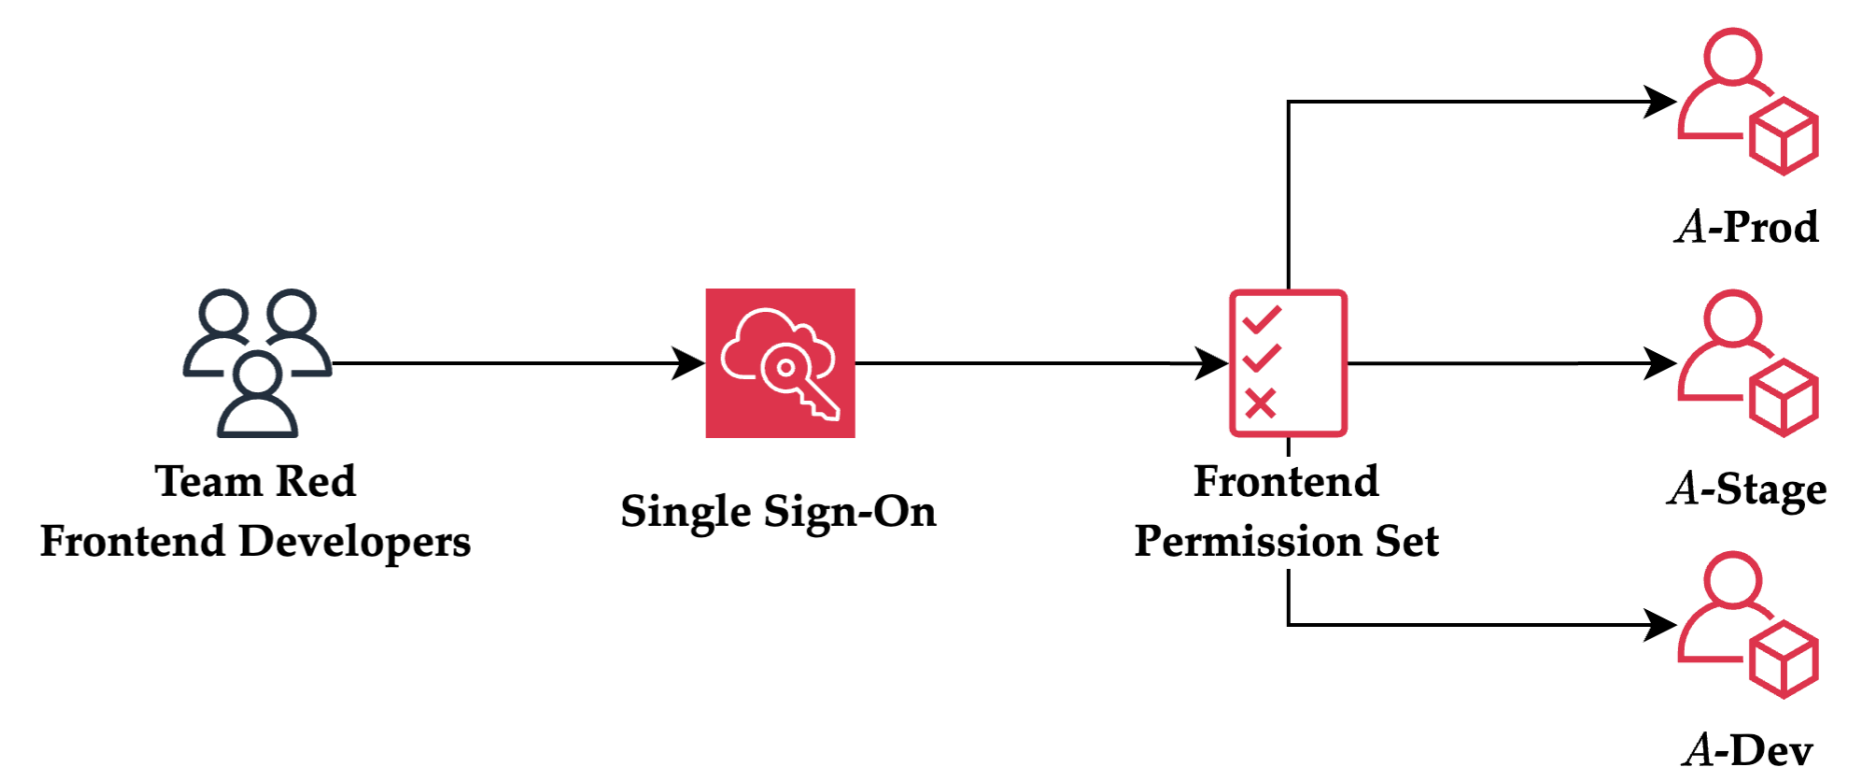 Team Red
Frontend Developers
Single Sign-On
Frontend
Permission Set
A-Prod
A-Stage
A-Dev